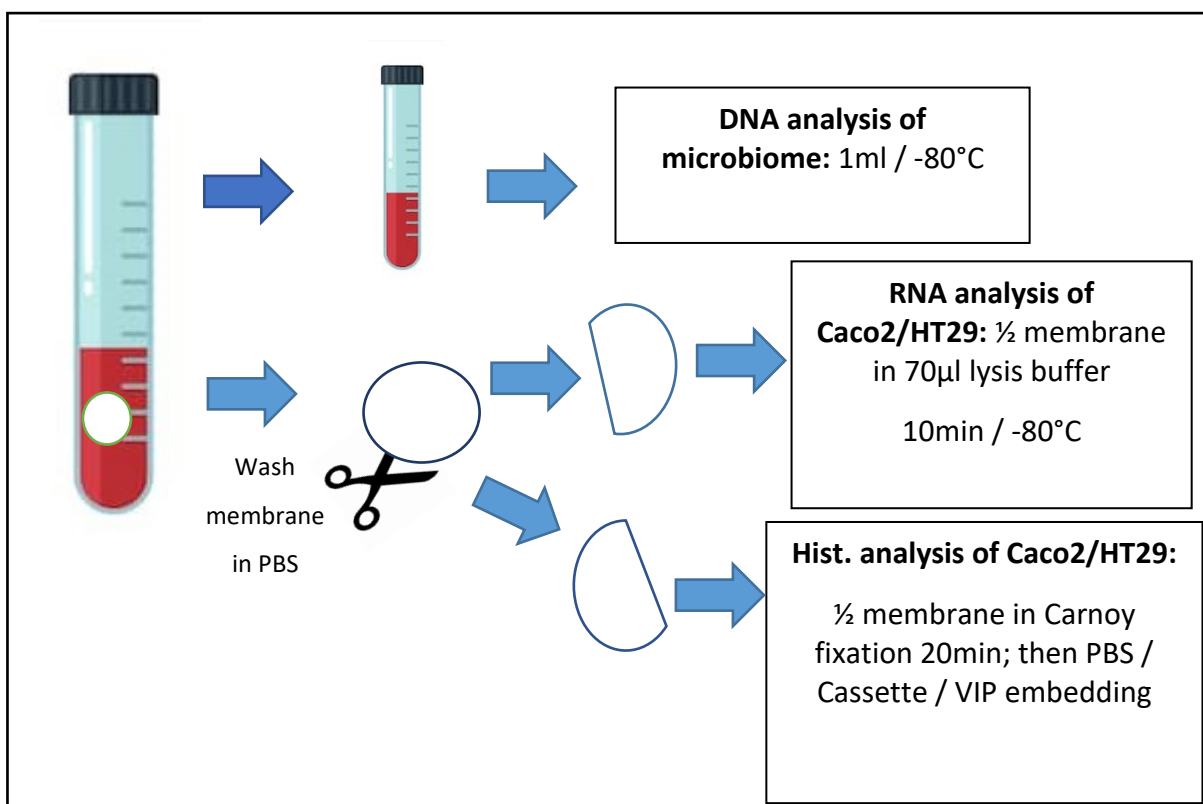 DNA analysis of
microbiome: 1ml / -80°C
RNA analysis of
Caco2/HT29: ½ membrane
in 70µl lysis buffer
10min / -80°C
Wash
membrane
in PBS
Hist. analysis of Caco2/HT29:
½ membrane in Carnoy
fixation 20min; then PBS /
Cassette / VIP embedding